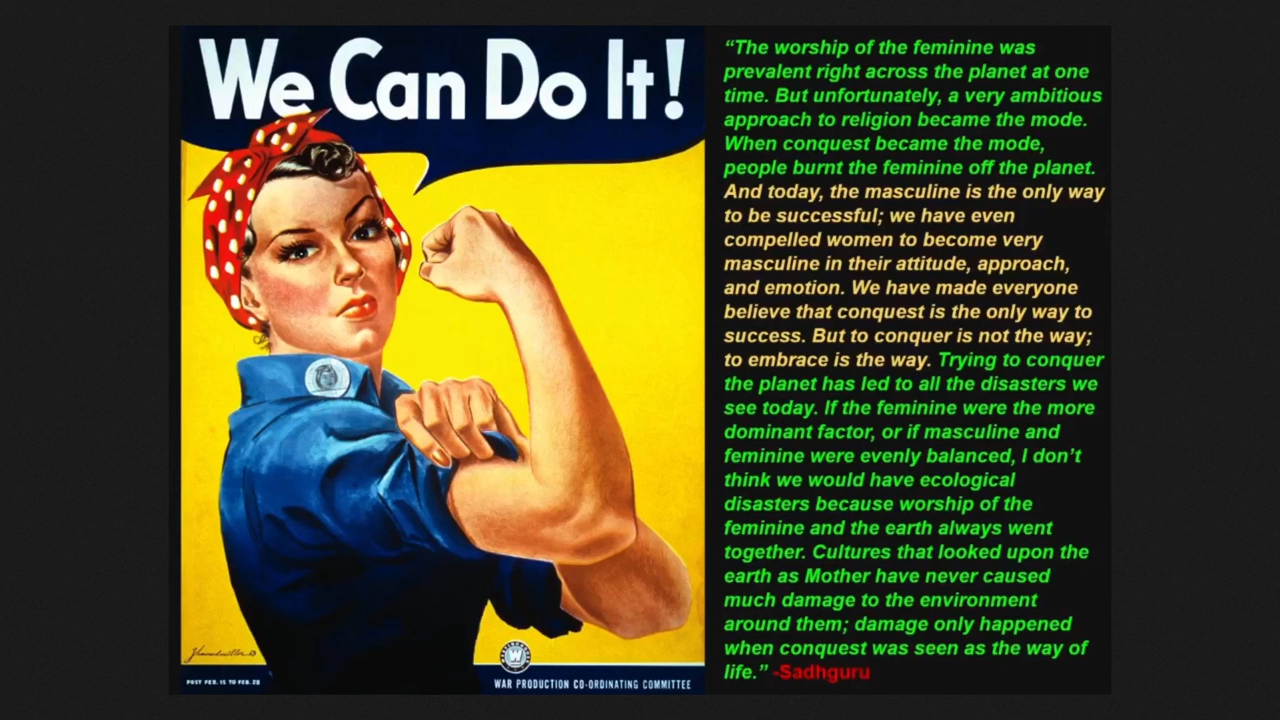 We Can Do It!
POST FEB. 15 TO FEB. 28
WAR PRODUCTION CO-ORDINATING COMMITTEE
“The worship of the feminine was
prevalent right across the planet at one
time. But unfortunately, a very ambitious
approach to religion became the mode.
When conquest became the mode,
people burnt the feminine off the planet.
And today, the masculine is the only way
to be successful; we have even
compelled women to become very
masculine in their attitude, approach,
and emotion. We have made everyone
believe that conquest is the only way to
success. But to conquer is not the way;
to embrace is the way. Trying to conquer
the planet has led to all the disasters we
see today. If the feminine were the more
dominant factor, or if masculine and
feminine were evenly balanced, I don’t
think we would have ecological
disasters because worship of the
feminine and the earth always went
together. Cultures that looked upon the
earth as Mother have never caused
much damage to the environment
around them; damage only happened
when conquest was seen as the way of
life.” -Sadhguru